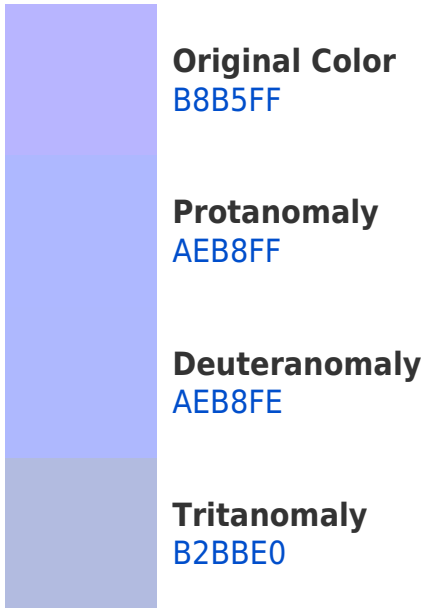 Original Color
B8B5FF
Protanomaly
AEB8FF
Deuteranomaly
AEB8FE
Tritanomaly
B2BBE0